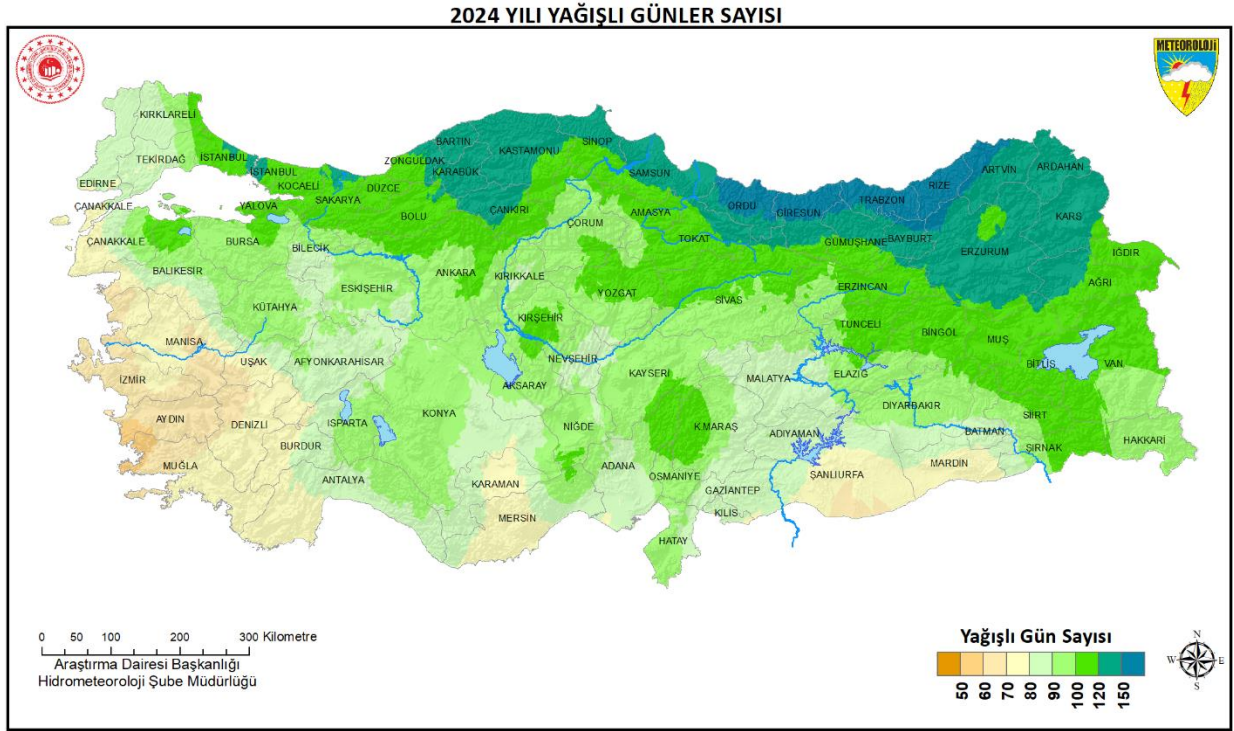 2024 YILI YAĞIŞLI GÜNLER SAYISI
METEOROLOJİ
KIRKLARELİ
TEKİRDAĞ
EDİRNE
İSTANBUL
İSTANBUL
KOCAELİ
YALOVA
SAKARYA
DÜZCE
ZONGULDAK
BARTIN
KARABÜK
KASTAMONU
SİNOP
SAMSUN
ORDU
GİRESUN
TRABZON
RİZE
ARTVİN
ARDAHAN
KARS
ÇANAKKALE
ÇANAKKALE
BURSA
BİLECİK
BOLU
ÇANKIRI
ÇORUM
AMASYA
TOKAT
GÜMÜŞHANE
BAYBURT
ERZURUM
IĞDIR
AĞRI
BALIKESİR
KÜTAHYA
ESKİŞEHİR
ANKARA
KIRIKKALE
YOZGAT
SİVAS
ERZİNCAN
TUNCELİ
BİNGÖL
MUŞ
BİTLİS
VAN
MANİSA
UŞAK
AFYONKARAHİSAR
KIRŞEHİR
NEVŞEHİR
AKSARAY
KAYSERİ
MALATYA
ELAZIĞ
DİYARBAKIR
BATMAN
SİİRT
ŞIRNAK
HAKKARİ
İZMİR
AYDIN
DENİZLİ
MUĞLA
BURDUR
ISPARTA
ANTALYA
KONYA
KARAMAN
MERSİN
NİĞDE
ADANA
K.MARAŞ
OSMANİYE
ADIYAMAN
GAZİANTEP
KİLİS
ŞANLIURFA
MARDİN
HATAY
0 50 100 200 300 Kilometre
Araştırma Dairesi Başkanlığı
Hidrometeoroloji Şube Müdürlüğü
Yağışlı Gün Sayısı
50 60 70 80 90 100 120 150
N
W E
S